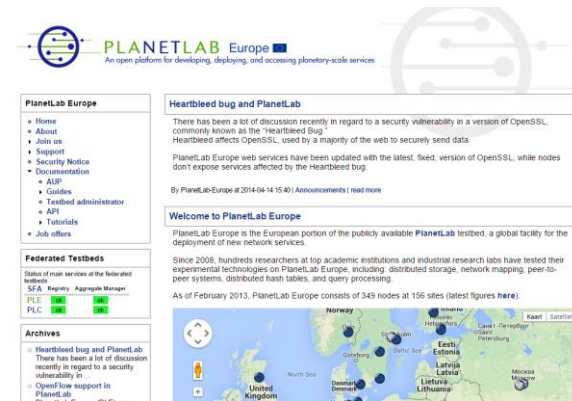 PLANETLAB Europe
An open platform for developing, deploying, and accessing planetary-scale services
PlanetLab Europe
Home
About
Join us
Support
Security Notice
Documentation
AUP
Guides
Testbed administrator
API
Tutorials
Job offers
Federated Testbeds
Status of main services at the federated
testbeds
SFA Registry Aggregate Manager
PLE ok ok
PLC ok ok
Archives
Heartbleed bug and PlanetLab
There has been a lot of discussion
recently in regard to a security
vulnerability in ...
OpenFlow support in
PlanetLab
Heartbleed bug and PlanetLab
There has been a lot of discussion recently in regard to a security vulnerability in a version of OpenSSL,
commonly known as the "Heartbleed Bug."
Heartbleed affects OpenSSL, used by a majority of the web to securely send data.
PlanetLab Europe web services have been updated with the latest, fixed, version of OpenSSL, while nodes
don't expose services affected by the Heartbleed bug.
By PlanetLab-Europe at 2014-04-14 15:40 | Announcements | read more
Welcome to PlanetLab Europe
PlanetLab Europe is the European portion of the publicly available PlanetLab testbed, a global facility for the
deployment of new network services.
Since 2008, hundreds researchers at top academic institutions and industrial research labs have tested their
experimental technologies on PlanetLab Europe, including: distributed storage, network mapping, peer-to-
peer systems, distributed hash tables, and query processing.
As of February 2013, PlanetLab Europe consists of 349 nodes at 156 sites (latest figures here).
Kaart Satelliet
Norway
Oslo
Helsinki
Санкт-Петербург
Saint
Petersburg
Göteborg
Baltic Sea
Eesti
Estonia
Latvija
Latvia
Lietuva
Lithuania
Москва
Moscow
North Sea
Danmark
Denmark
United
Kingdom